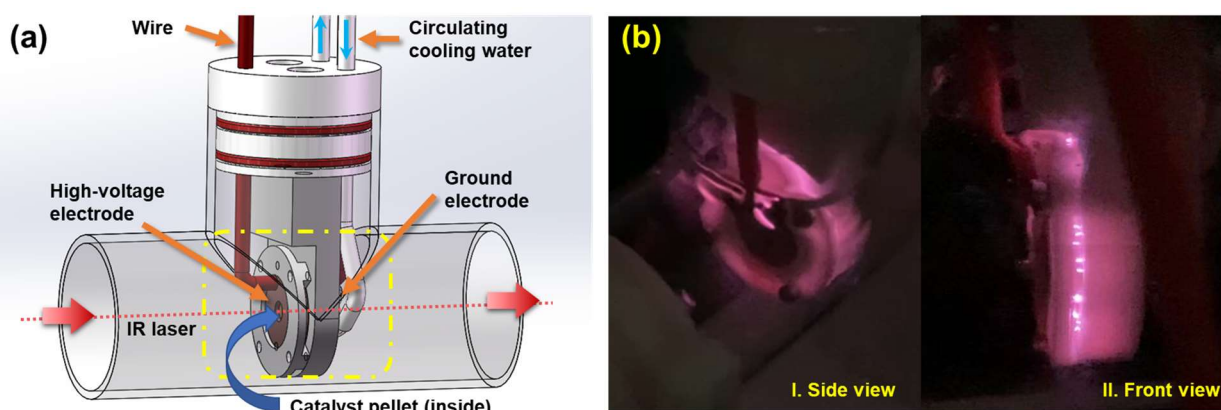 (a)
Wire
Circulating
cooling water
High-voltage
electrode
Ground
electrode
IR laser
Catalyst pellet (inside)
(b)
I. Side view
II. Front view